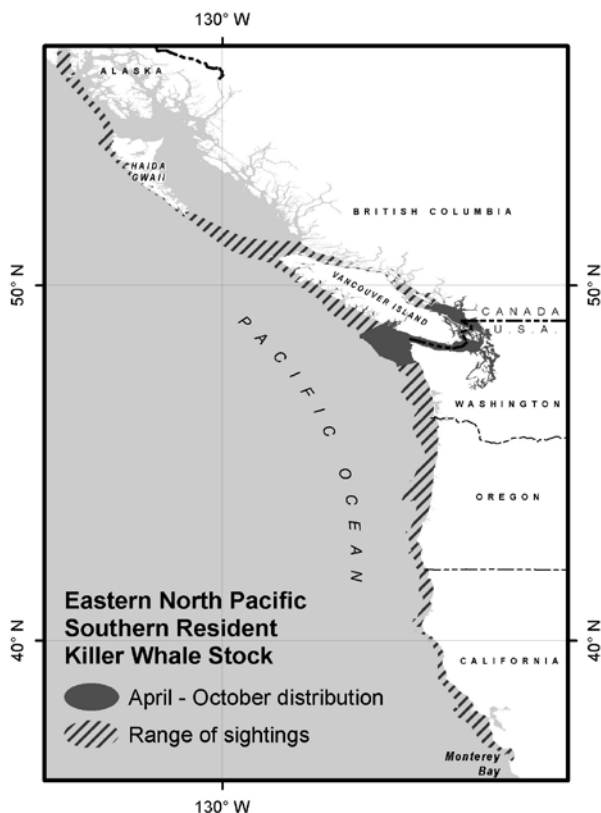 130° W
ALASKA
HAIDA
GWAII
BRITISH COLUMBIA
50° N
50° N
VANCOUVER ISLAND
CANADA
U.S.A.
PACIFIC OCEAN
WASHINGTON
OREGON
Eastern North Pacific
Southern Resident
Killer Whale Stock
40° N
40° N
CALIFORNIA
April - October distribution
Range of sightings
Monterey
Bay
130° W